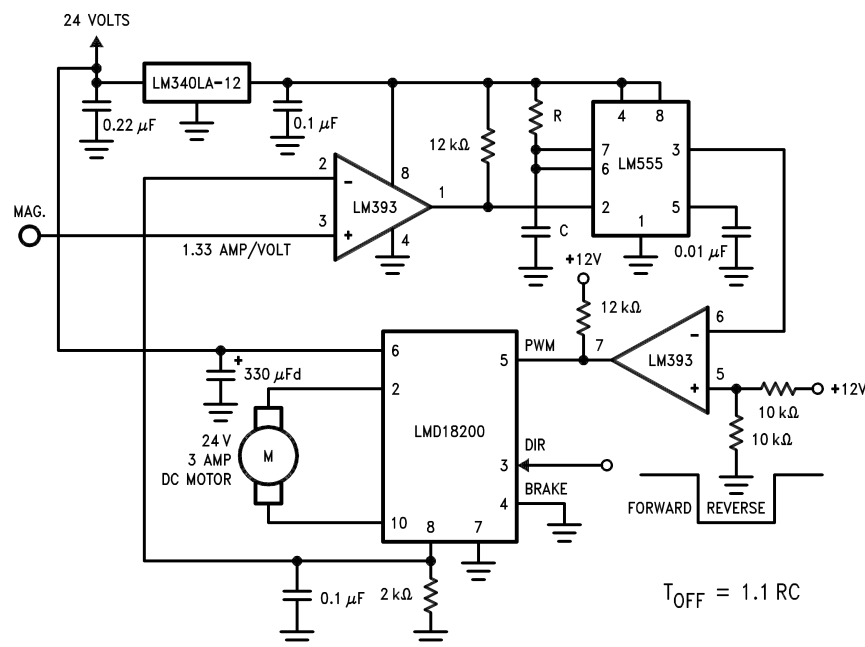 24 VOLTS
LM340LA-12
0.22 μF
0.1 μF
12 kΩ
R
4 8
7
6
LM555
3
2
1
5
C
0.01 μF
2
8
LM393
1
3
4
MAG.
1.33 AMP/VOLT
+12V
12 kΩ
PWM
7
6
LM393
5
+12V
10 kΩ
10 kΩ
+
330 μFd
6
5
2
LMD18200
24 V
3 AMP
DC MOTOR
M
DIR
3
BRAKE
4
10
8
7
FORWARD
REVERSE
0.1 μF
2 kΩ
T_OFF = 1.1 RC